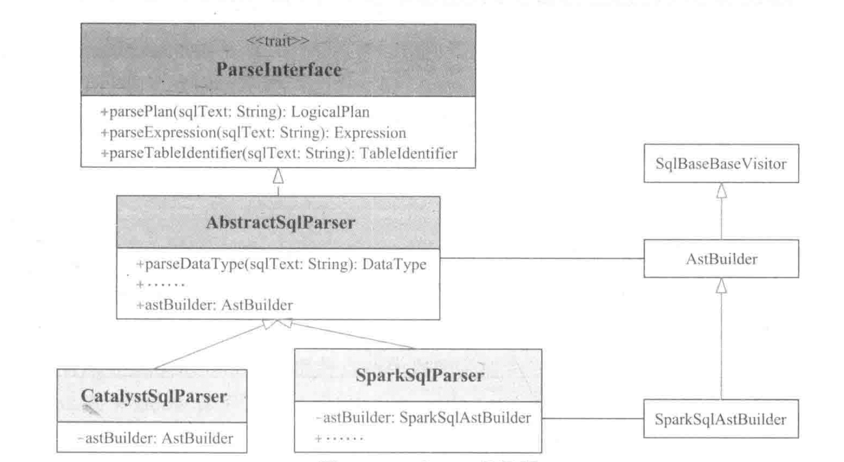 <<trait>>
ParseInterface
+parsePlan(sqlText: String): LogicalPlan
+parseExpression(sqlText: String): Expression
+parseTableIdentifier(sqlText: String): TableIdentifier
SqlBaseBaseVisitor
AbstractSqlParser
+parseDataType(sqlText: String): DataType
+······
+astBuilder: AstBuilder
AstBuilder
CatalystSqlParser
-astBuilder: AstBuilder
SparkSqlParser
-astBuilder: SparkSqlAstBuilder
+······
SparkSqlAstBuilder